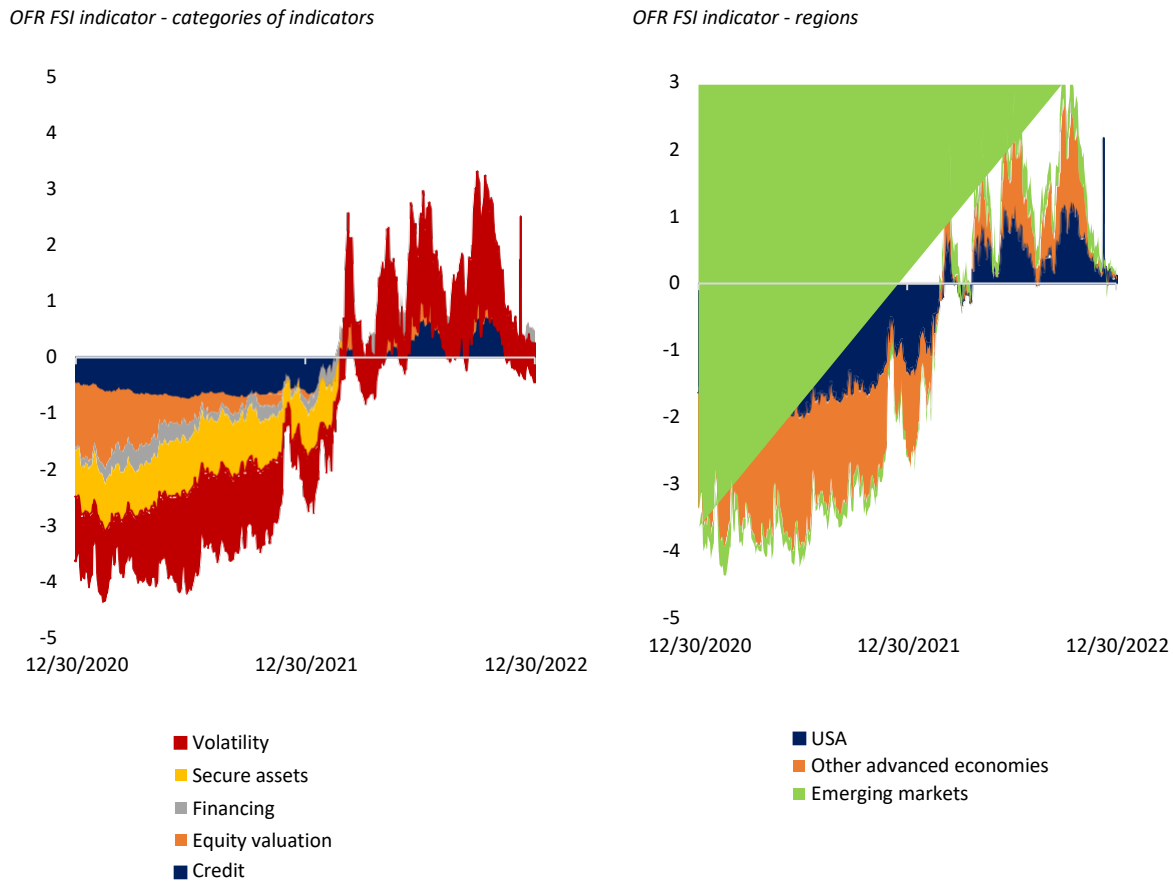 OFR FSI indicator - categories of indicators
5
4
3
2
1
0
-1
-2
-3
-4
-5
12/30/2020 12/30/2021 12/30/2022
Volatility
Secure assets
Financing
Equity valuation
Credit
OFR FSI indicator - regions
3
2
1
0
-1
-2
-3
-4
-5
12/30/2020 12/30/2021 12/30/2022
USA
Other advanced economies
Emerging markets